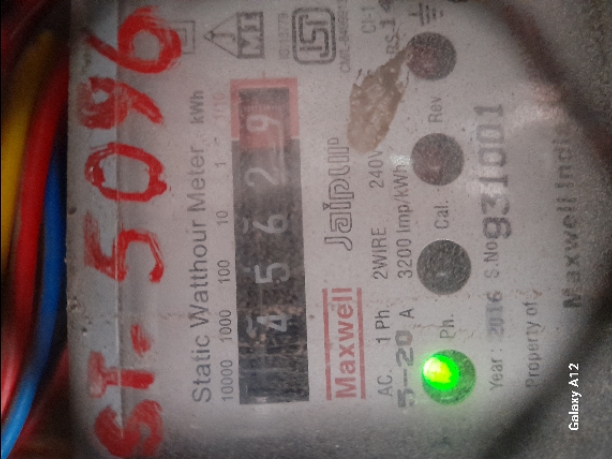 ST. 5096
Static Watthour Meter kWh
10000 1000 100 10 1 1/10
4 5 6 2 9
Maxwell Jaipur
AC. 1 Ph. 2WIRE 240V
5-20 A 3200 Imp/kWh
Ph. Cal. Rev
Year: 2016 S.No 931001
Property of
Maxwell India
Galaxy A12